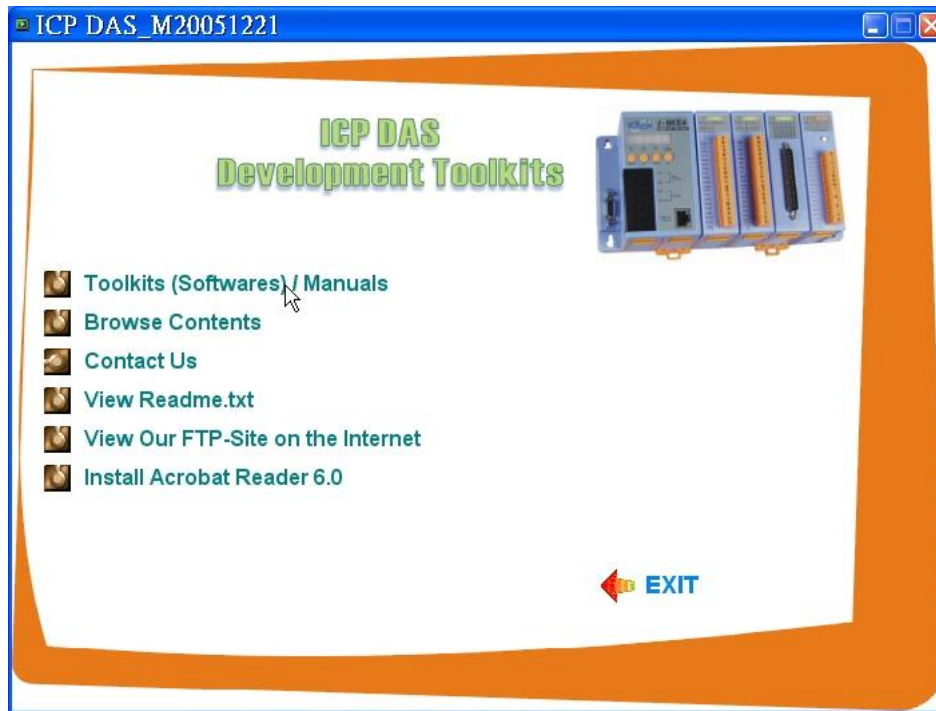 ICP DAS_M20051221
ICP DAS
Development Toolkits
Toolkits (Softwares) / Manuals
Browse Contents
Contact Us
View Readme.txt
View Our FTP-Site on the Internet
Install Acrobat Reader 6.0
EXIT